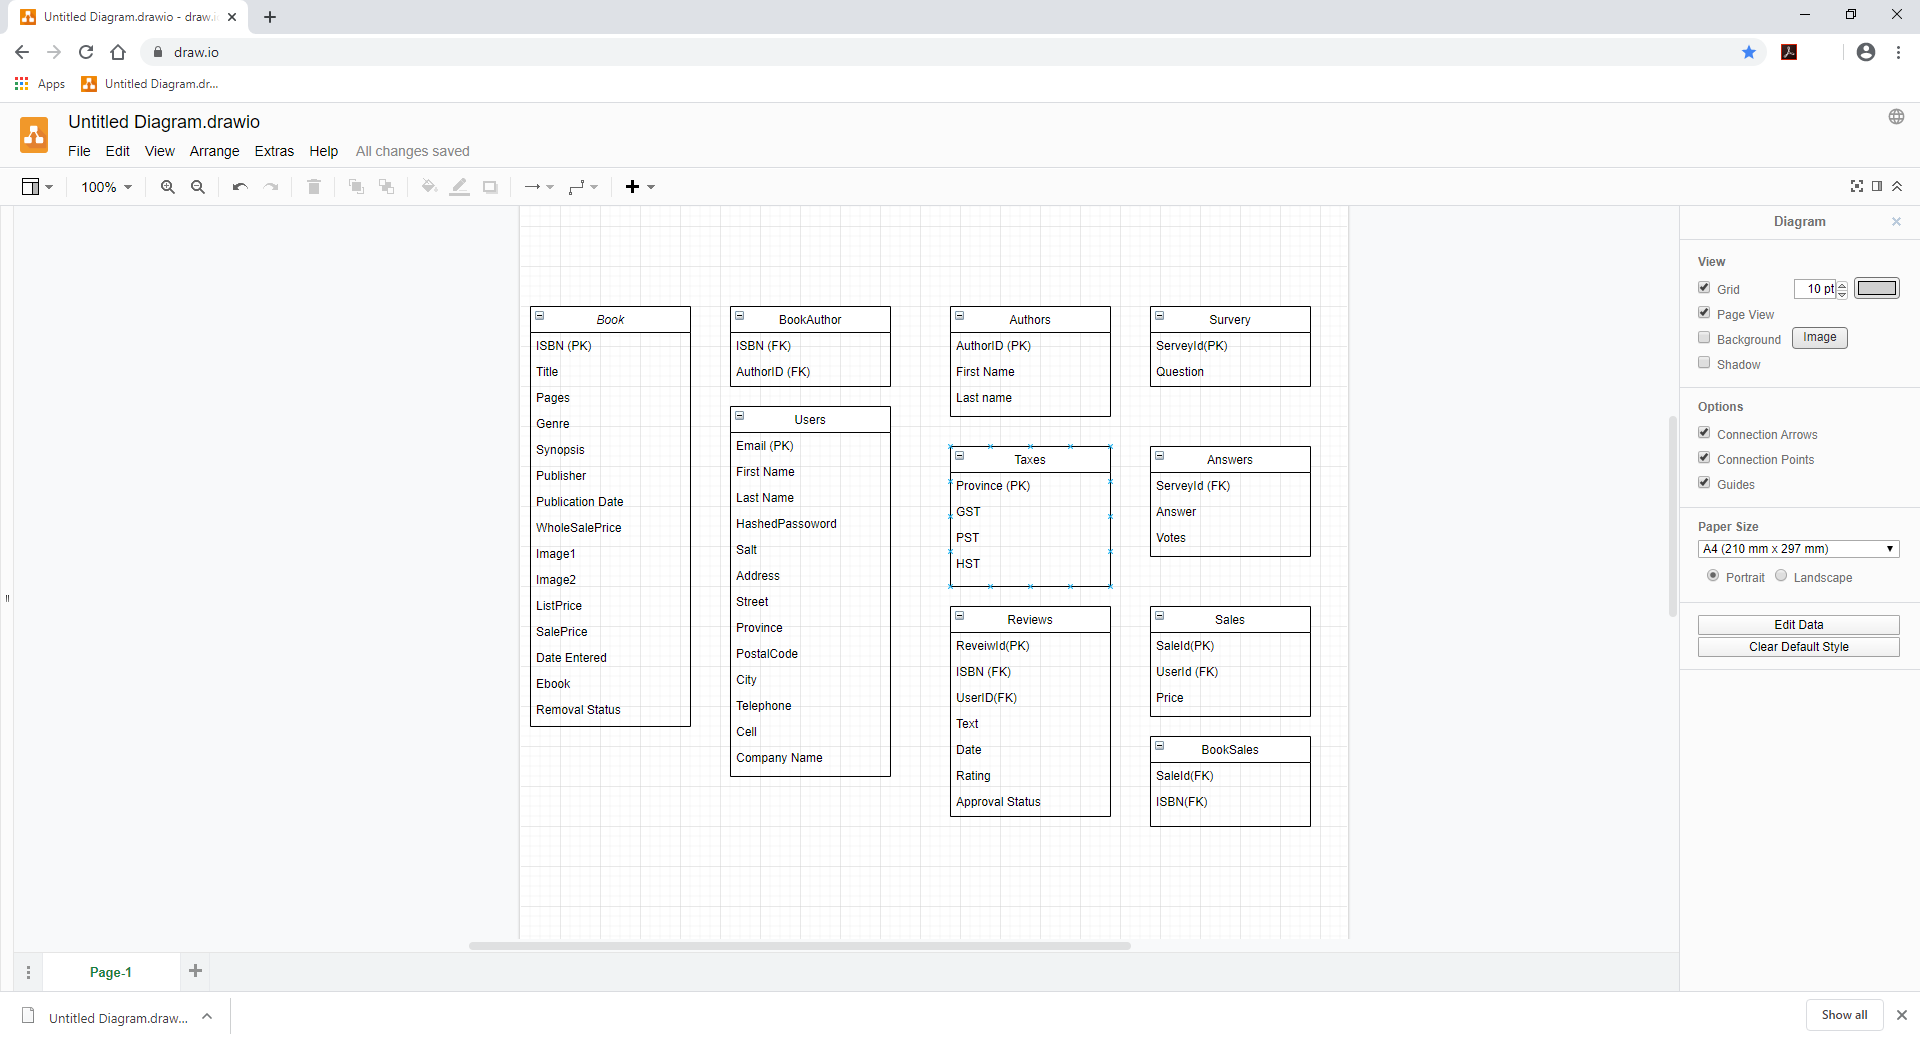 Untitled Diagram.drawio - draw.i
draw.io
Apps
Untitled Diagram.dr...
Untitled Diagram.drawio
File Edit View Arrange Extras Help All changes saved
100%
Diagram
View
Grid 10 pt
Page View
Background Image
Shadow
Options
Connection Arrows
Connection Points
Guides
Paper Size
A4 (210 mm x 297 mm)
Portrait Landscape
Edit Data
Clear Default Style
Book
ISBN (PK)
Title
Pages
Genre
Synopsis
Publisher
Publication Date
WholeSalePrice
Image1
Image2
ListPrice
SalePrice
Date Entered
Ebook
Removal Status
BookAuthor
ISBN (FK)
AuthorID (FK)
Users
Email (PK)
First Name
Last Name
HashedPassoword
Salt
Address
Street
Province
PostalCode
City
Telephone
Cell
Company Name
Authors
AuthorID (PK)
First Name
Last name
Taxes
Province (PK)
GST
PST
HST
Reviews
ReveiwId(PK)
ISBN (FK)
UserID(FK)
Text
Date
Rating
Approval Status
Survery
ServeyId(PK)
Question
Answers
ServeyId (FK)
Answer
Votes
Sales
SaleId(PK)
UserId (FK)
Price
BookSales
SaleId(FK)
ISBN(FK)
Page-1
Untitled Diagram.draw...
Show all